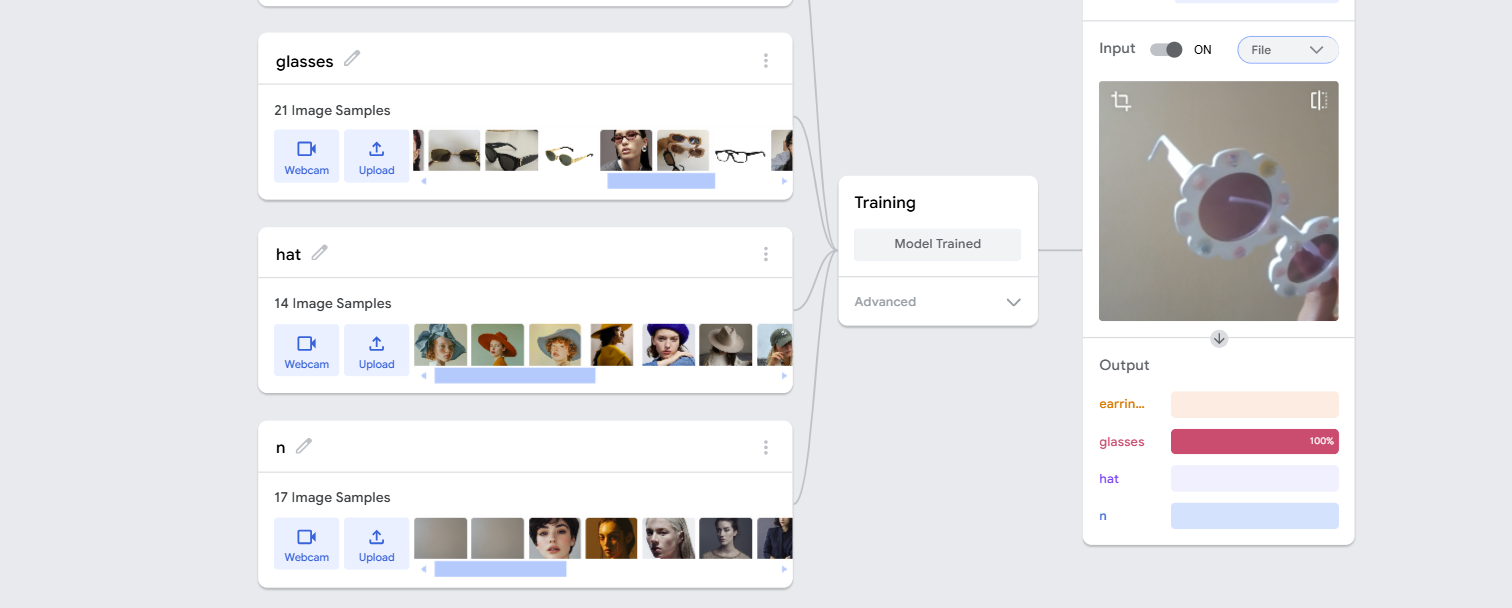 glasses
21 Image Samples
Webcam
Upload
hat
14 Image Samples
Webcam
Upload
n
17 Image Samples
Webcam
Upload
Training
Model Trained
Advanced
Input
ON
File
Output
earrin...
glasses
100%
hat
n